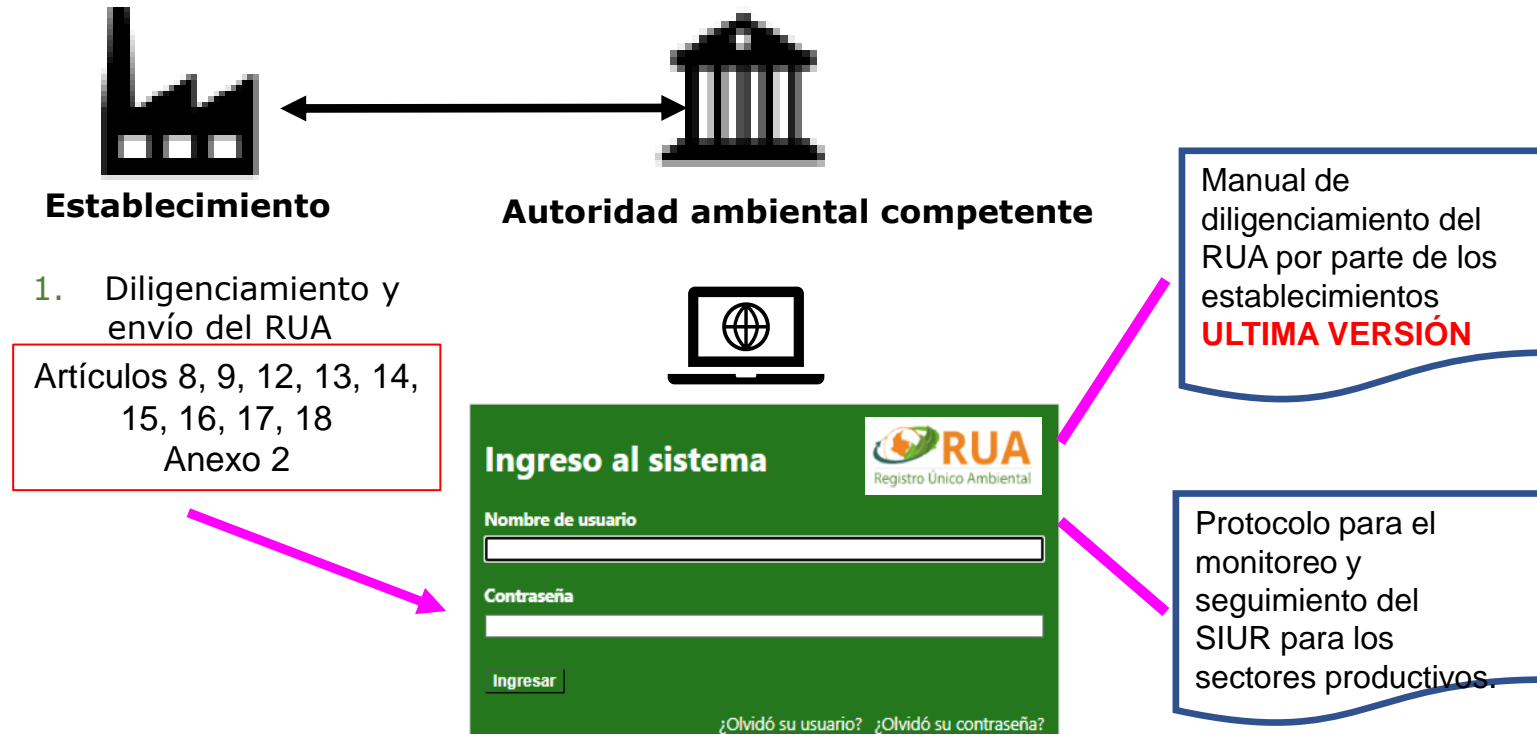 Establecimiento
Autoridad ambiental competente
1. Diligenciamiento y
envío del RUA
Artículos 8, 9, 12, 13, 14,
15, 16, 17, 18
Anexo 2
Ingreso al sistema
RUA
Registro Único Ambiental
Nombre de usuario
Contraseña
Ingresar
¿Olvidó su usuario? ¿Olvidó su contraseña?
Manual de
diligenciamiento del
RUA por parte de los
establecimientos
ULTIMA VERSIÓN
Protocolo para el
monitoreo y
seguimiento del
SIUR para los
sectores productivos.